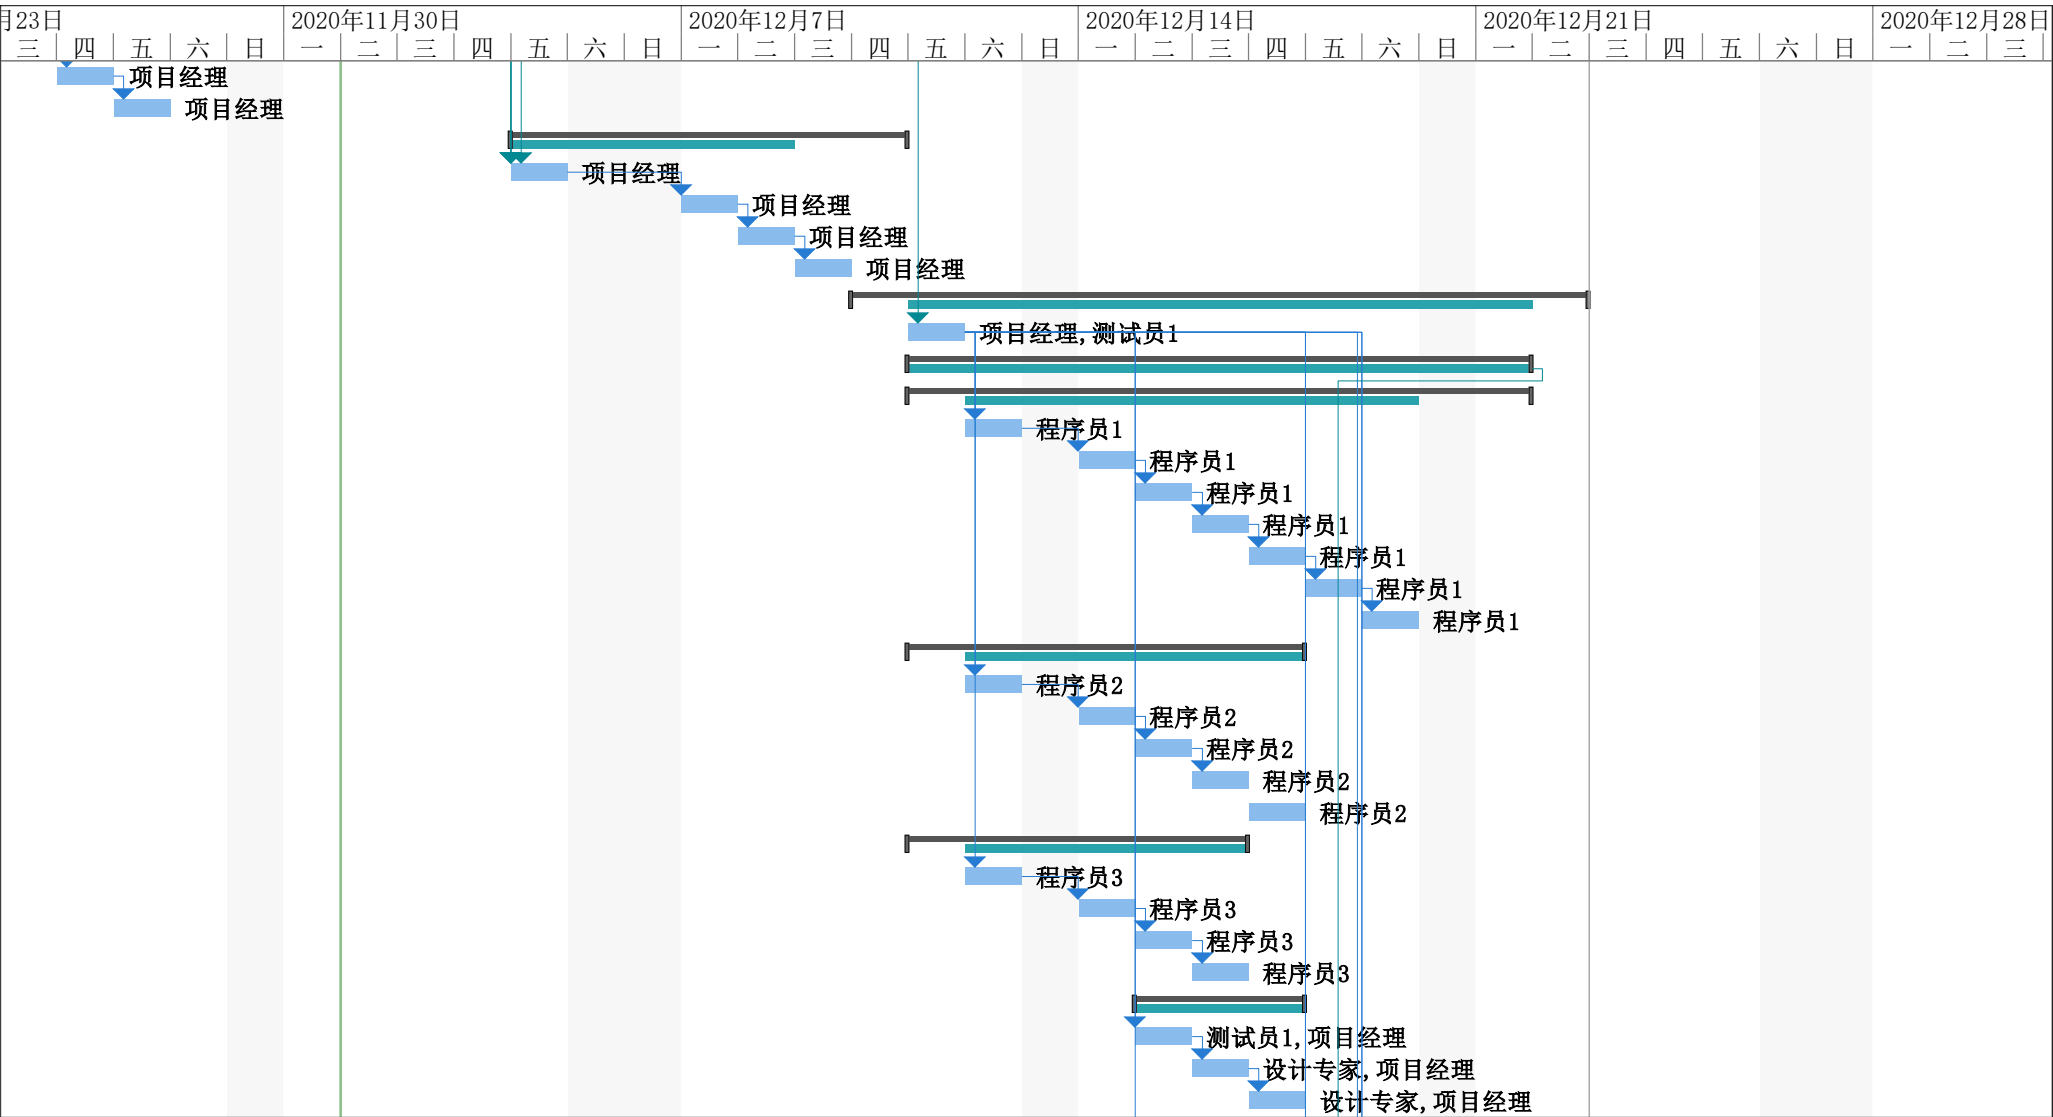 月23日 2020年11月30日 2020年12月7日 2020年12月14日 2020年12月21日 2020年12月28日
三 四 五 六 日 一 二 三 四 五 六 日 一 二 三 四 五 六 日 一 二 三 四 五 六 日 一 二 三 四 五 六 日 一 二 三
项目经理
项目经理
项目经理
项目经理
项目经理
项目经理
项目经理,测试员1
程序员1
程序员1
程序员1
程序员1
程序员1
程序员1
程序员1
程序员2
程序员2
程序员2
程序员2
程序员2
程序员3
程序员3
程序员3
程序员3
测试员1,项目经理
设计专家,项目经理
设计专家,项目经理